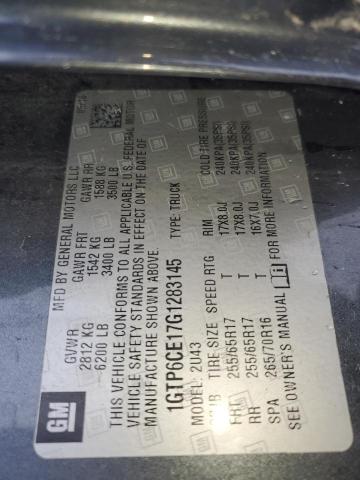 MFD BY GENERAL MOTORS LLC
GVWR GAWR FRT GAWR RR
2812 KG 1542 KG 1588 KG
6200 LB 3400 LB 3500 LB
THIS VEHICLE CONFORMS TO ALL APPLICABLE U.S. FEDERAL MOTOR
VEHICLE SAFETY STANDARDS IN EFFECT ON THE DATE OF
MANUFACTURE SHOWN ABOVE.
1GTP6CE17G1283145
TYPE: TRUCK
MODEL: 2U43
TIRE SIZE SPEED RTG RIM COLD TIRE PRESSURE
FRT 255/65R17 T 17X8.0J 240KPA(35PSI)
RR 255/65R17 T 17X8.0J 240KPA(35PSI)
SPA 265/70R16 T 16X7.0J 240KPA(35PSI)
SEE OWNER'S MANUAL FOR MORE INFORMATION.
GM